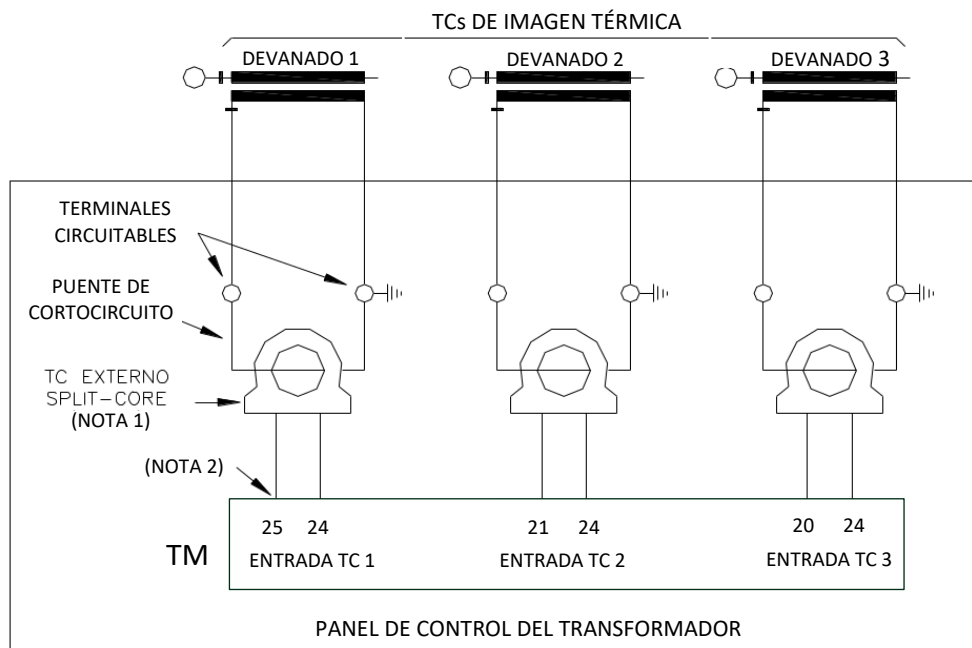 TCs DE IMAGEN TÉRMICA
DEVANADO 1
DEVANADO 2
DEVANADO 3
TERMINALES
CIRCUITABLES
PUENTE DE
CORTOCIRCUITO
TC EXTERNO
SPLIT-CORE
(NOTA 1)
(NOTA 2)
25 24
21 24
20 24
TM
ENTRADA TC 1
ENTRADA TC 2
ENTRADA TC 3
PANEL DE CONTROL DEL TRANSFORMADOR